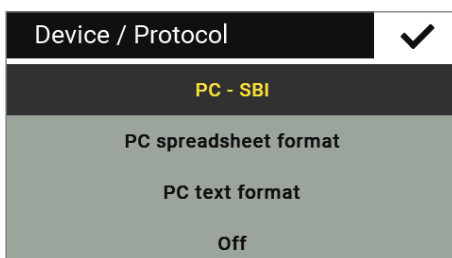 Device / Protocol
PC - SBI
PC spreadsheet format
PC text format
Off